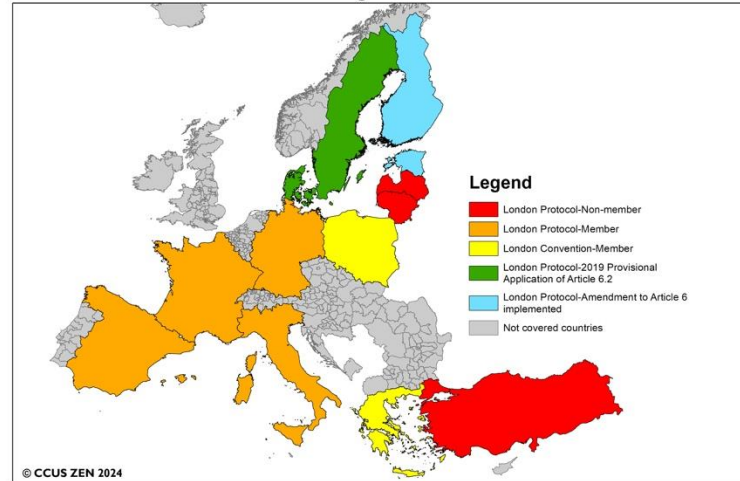 Legend
London Protocol-Non-member
London Protocol-Member
London Convention-Member
London Protocol-2019 Provisional
Application of Article 6.2
London Protocol-Amendment to Article 6
implemented
Not covered countries
© CCUS ZEN 2024